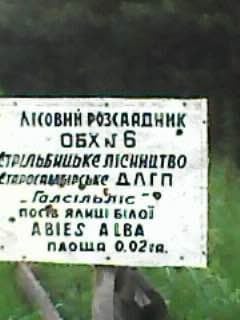 ЛІСОВИЙ РОЗСАДНИК
ОБХ № 6
СТРІЛЬБИЦЬКЕ ЛІСНИЦТВО
СТАРОСАМБІРСЬКЕ ДЛГП
"ГАЛСІЛЬЛІС"
ПОСІВ ЯЛИЦІ БІЛОЇ
ABIES ALBA
ПЛОЩА 0.02 га.